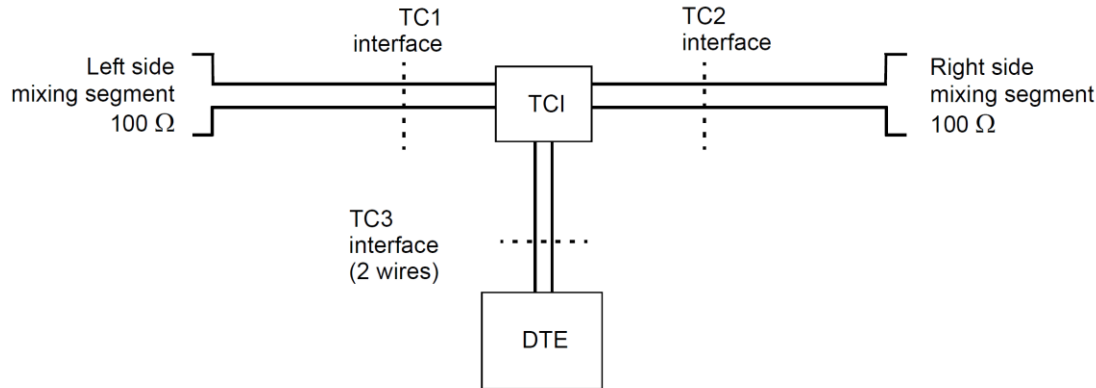 TC1
interface
TC2
interface
Left side
mixing segment
100 Ω
TCI
Right side
mixing segment
100 Ω
TC3
interface
(2 wires)
DTE